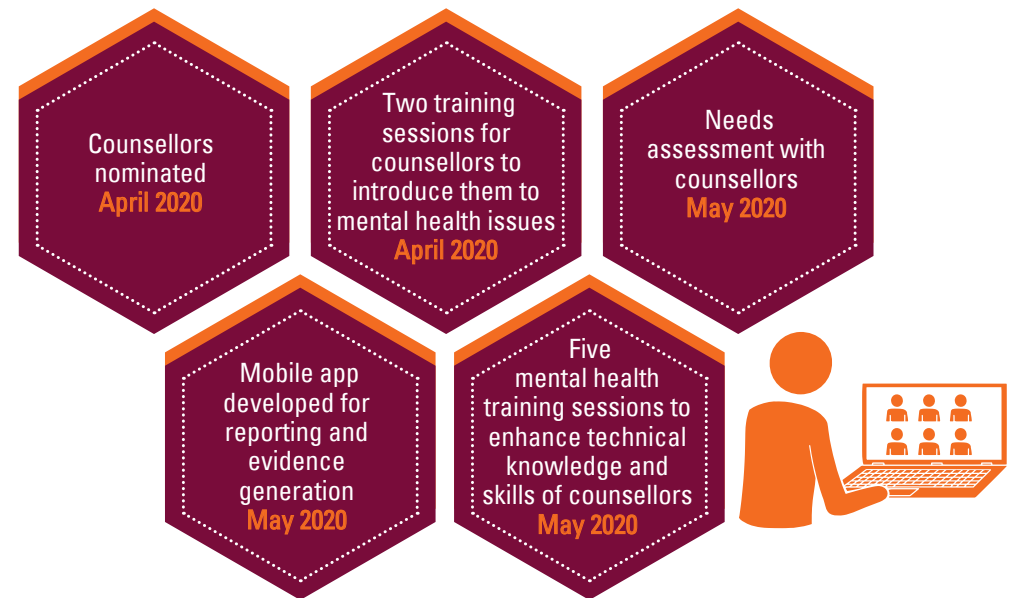 Counsellors
nominated
April 2020
Two training
sessions for
counsellors to
introduce them to
mental health issues
April 2020
Needs
assessment with
counsellors
May 2020
Mobile app
developed for
reporting and
evidence
generation
May 2020
Five
mental health
training sessions to
enhance technical
knowledge and
skills of counsellors
May 2020